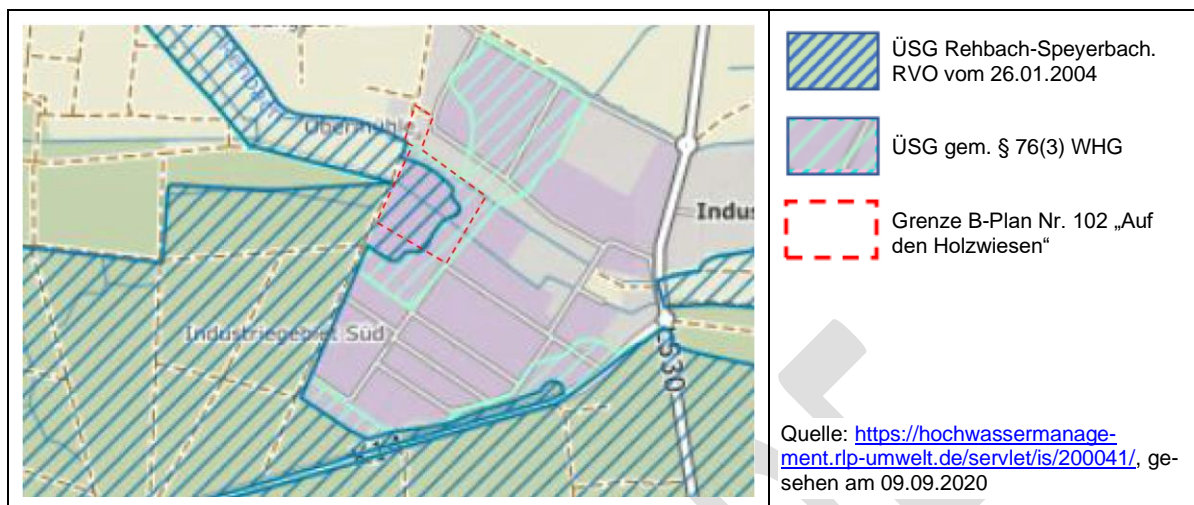 Rehbach
Obermühle
Indus
Industriegebiet Süd
530
ÜSG Rehbach-Speyerbach.
RVO vom 26.01.2004
ÜSG gem. § 76(3) WHG
Grenze B-Plan Nr. 102 „Auf
den Holzwiesen“
Quelle: https://hochwassermanage-
ment.rlp-umwelt.de/servlet/is/200041/, ge-
sehen am 09.09.2020